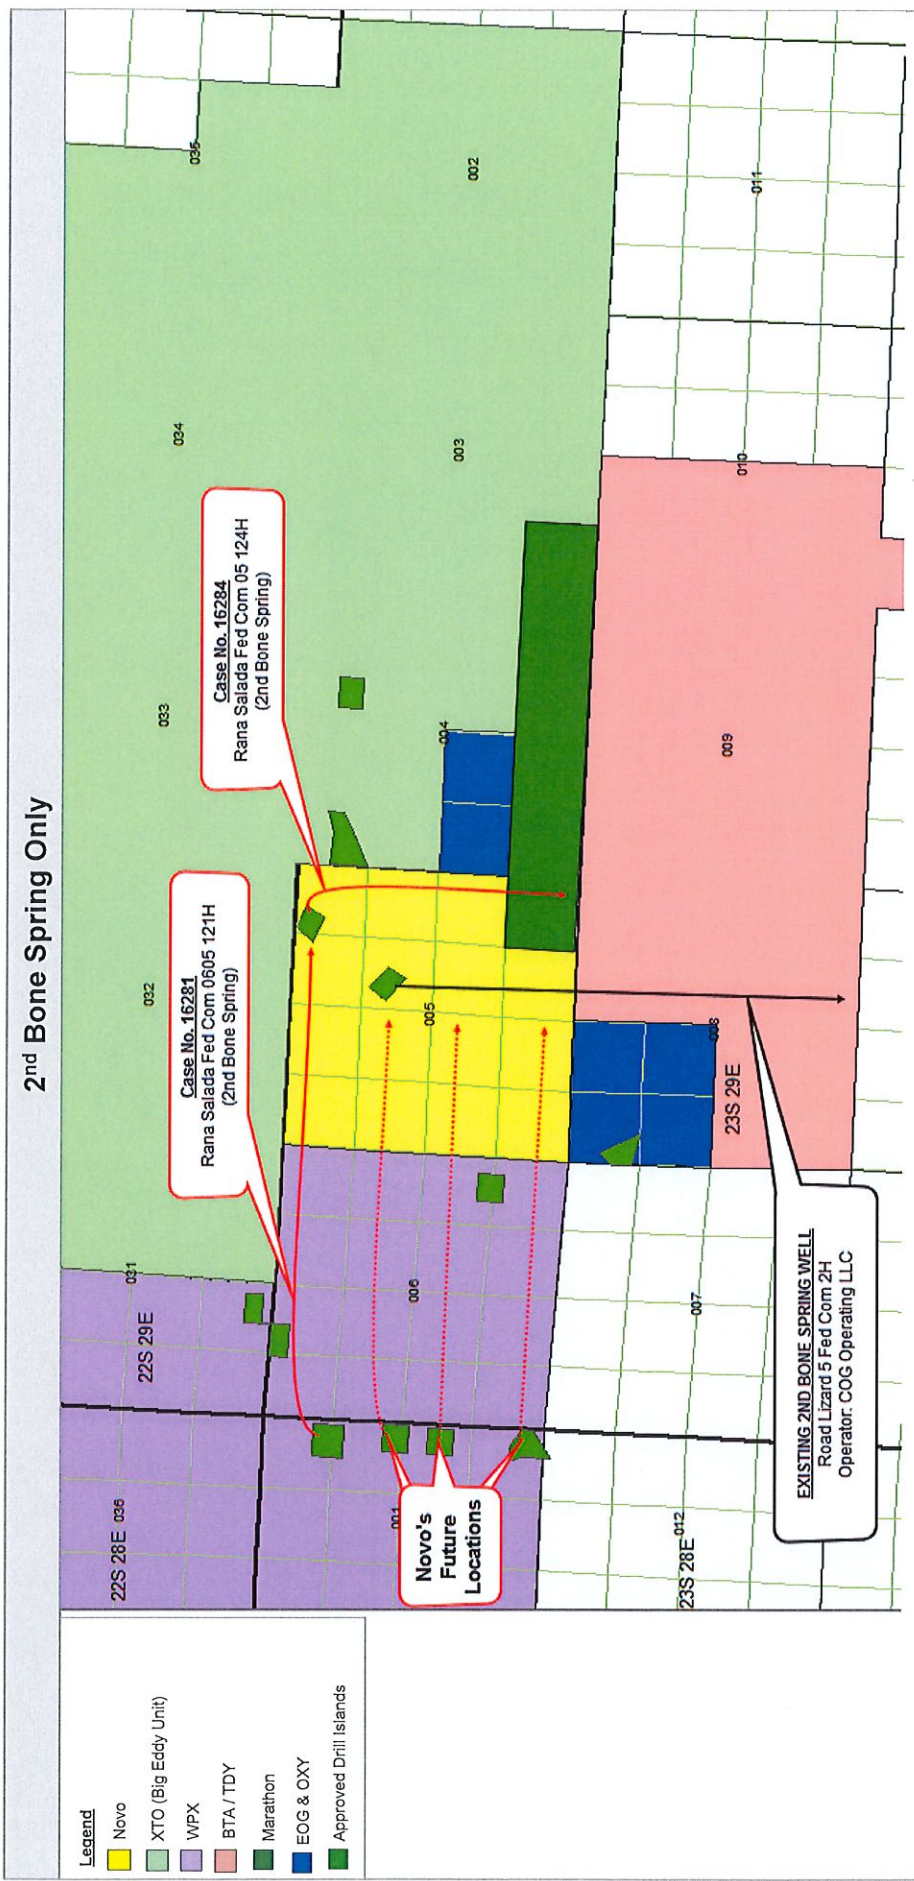 2nd Bone Spring Only
Legend
Novo
XTO (Big Eddy Unit)
WPX
BTA / TDY
Marathon
EOG & OXY
Approved Drill Islands
22S 28E
036
22S 29E
031
032
033
034
035
Case No. 16281
Rana Salada Fed Com 0605 121H
(2nd Bone Spring)
Case No. 16284
Rana Salada Fed Com 05 124H
(2nd Bone Spring)
001
006
005
004
003
002
Novo's
Future
Locations
23S 28E
012
007
23S 29E
008
009
010
011
EXISTING 2ND BONE SPRING WELL
Road Lizard 5 Fed Com 2H
Operator: COG Operating LLC